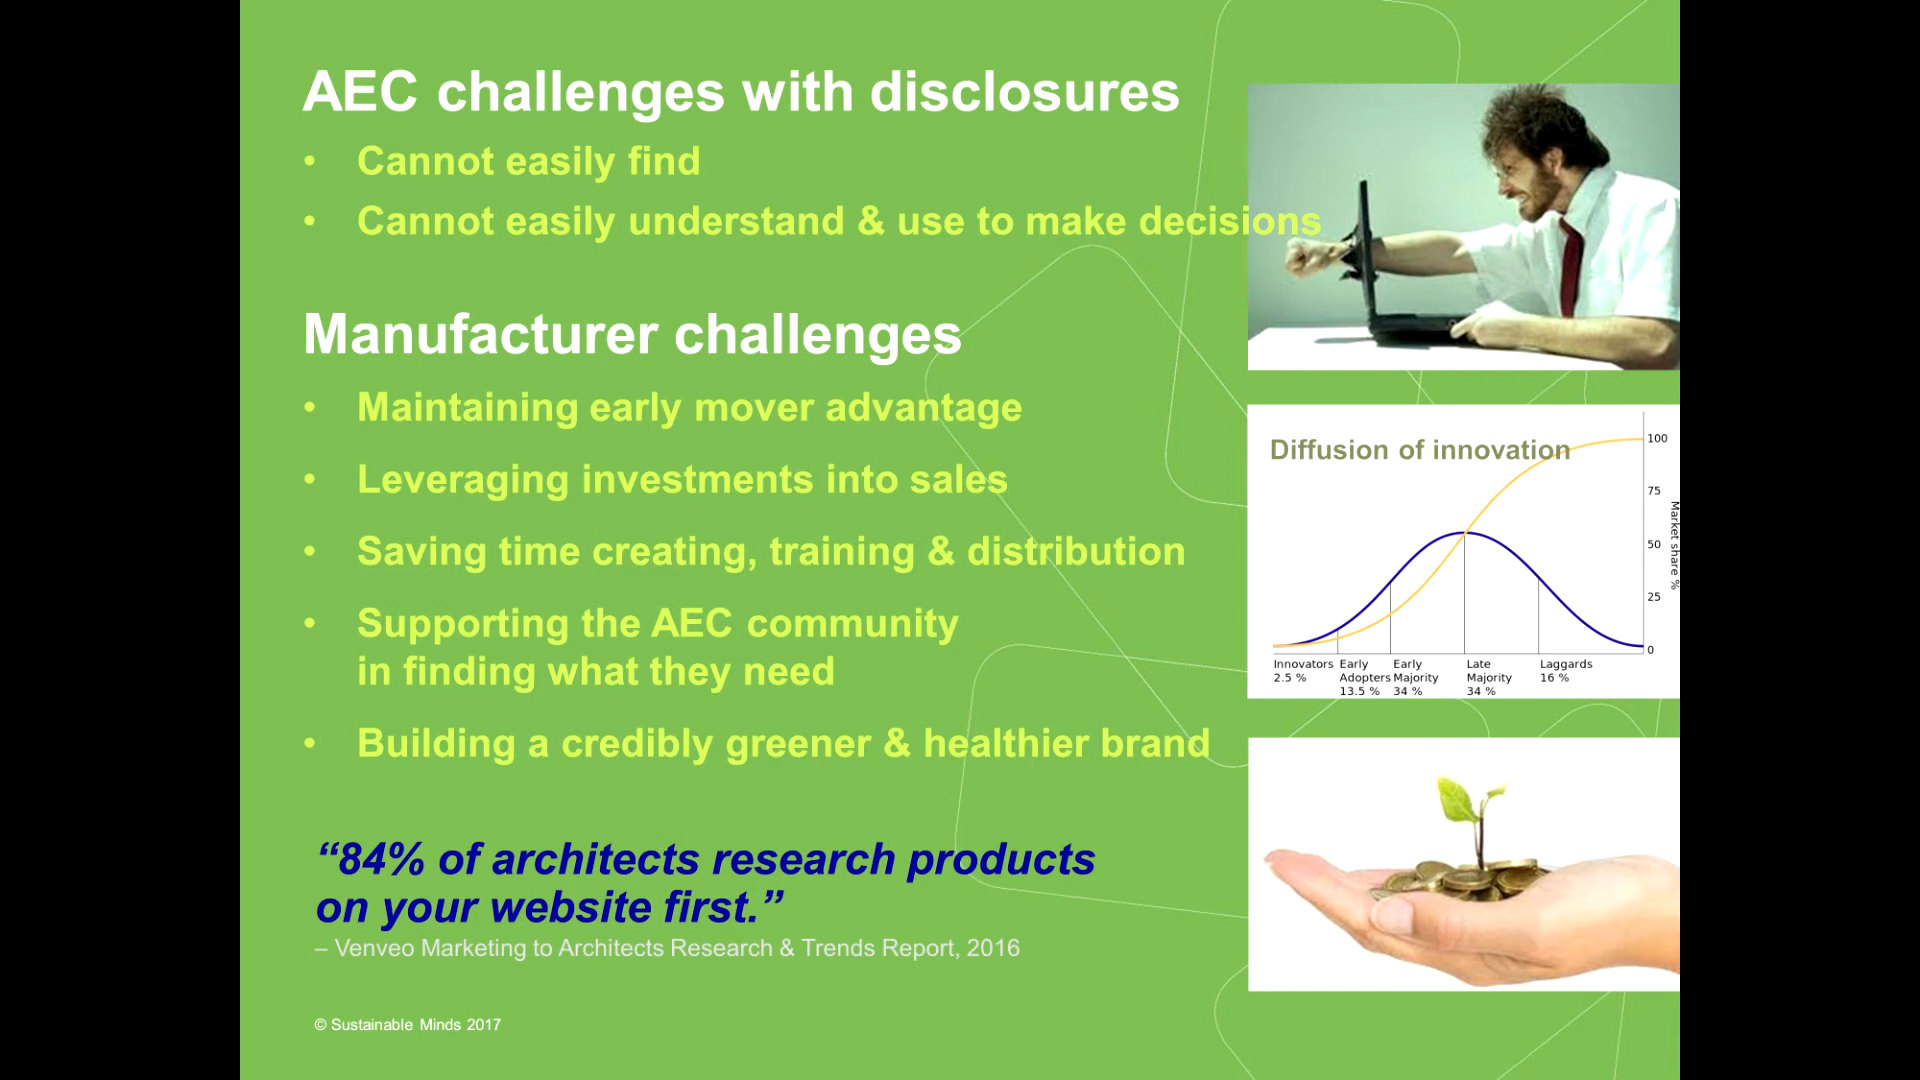 AEC challenges with disclosures
• Cannot easily find
• Cannot easily understand & use to make decisions
Manufacturer challenges
• Maintaining early mover advantage
• Leveraging investments into sales
• Saving time creating, training & distribution
• Supporting the AEC community
in finding what they need
• Building a credibly greener & healthier brand
“84% of architects research products
on your website first.”
– Venveo Marketing to Architects Research & Trends Report, 2016
© Sustainable Minds 2017
Diffusion of innovation
100
75
50
25
0
Market share %
Innovators
2.5 %
Early
Adopters
13.5 %
Early
Majority
34 %
Late
Majority
34 %
Laggards
16 %